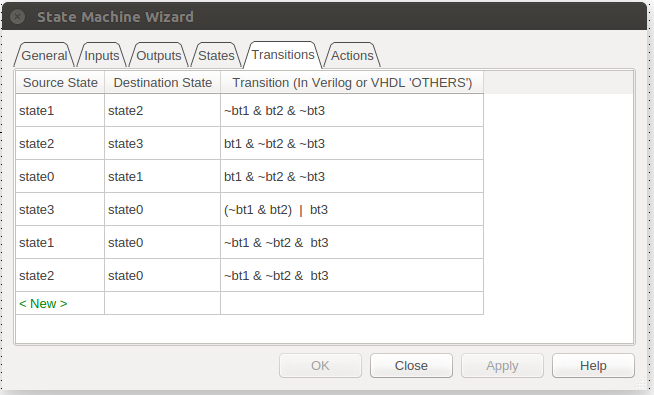 State Machine Wizard
General Inputs Outputs States Transitions Actions
Source State Destination State Transition (In Verilog or VHDL 'OTHERS')
state1 state2 ~bt1 & bt2 & ~bt3
state2 state3 bt1 & ~bt2 & ~bt3
state0 state1 bt1 & ~bt2 & ~bt3
state3 state0 (~bt1 & bt2) | bt3
state1 state0 ~bt1 & ~bt2 & bt3
state2 state0 ~bt1 & ~bt2 & bt3
< New >
OK Close Apply Help